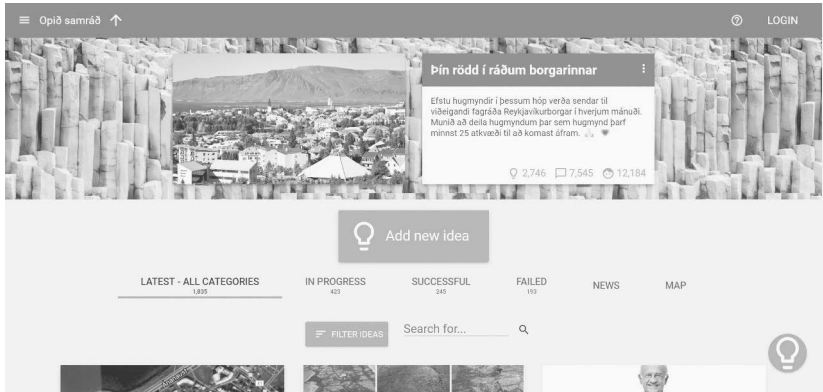 Opið samráð
LOGIN
Þín rödd í ráðum borgarinnar
Efstu hugmyndir í þessum hóp verða sendar til
viðeigandi fagráða Reykjavíkurborgar í hverjum mánuði.
Munið að deila hugmyndum þar sem hugmynd þarf
minnst 25 atkvæði til að komast áfram.
2,746 7,545 12,184
Add new idea
LATEST - ALL CATEGORIES IN PROGRESS SUCCESSFUL FAILED NEWS MAP
1,835 423 245 193
FILTER IDEAS Search for...